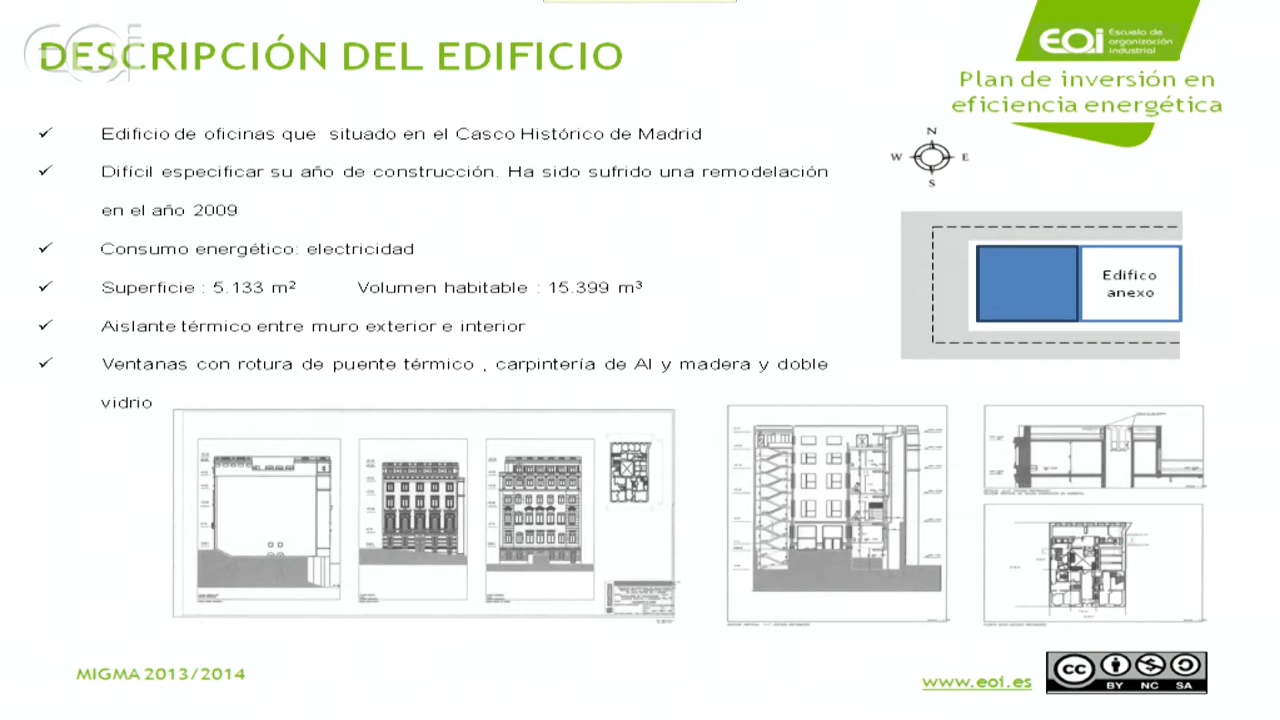 DESCRIPCIÓN DEL EDIFICIO
EOi Escuela de
organización
industrial
Plan de inversión en
eficiencia energética
Edificio de oficinas que situado en el Casco Histórico de Madrid
Difícil especificar su año de construcción. Ha sido sufrido una remodelación
en el año 2009
Consumo energético: electricidad
Superficie : 5.133 m² Volumen habitable : 15.399 m³
Aislante térmico entre muro exterior e interior
Ventanas con rotura de puente térmico , carpintería de Al y madera y doble
vidrio
N
W E
S
Edifico
anexo
MIGMA 2013/2014
www.eoi.es
cc
BY NC SA